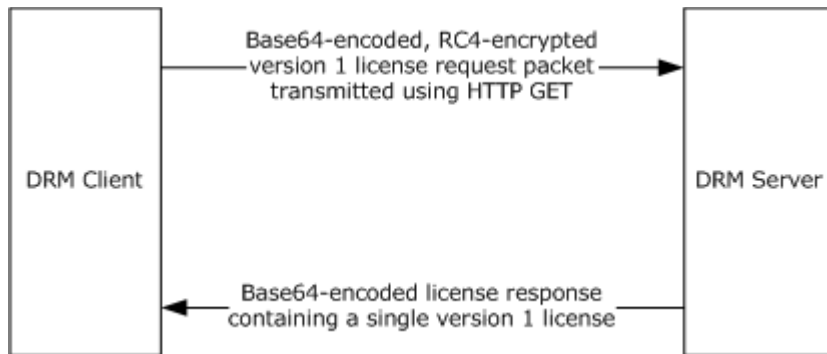 Base64-encoded, RC4-encrypted
version 1 license request packet
transmitted using HTTP GET
DRM Client
DRM Server
Base64-encoded license response
containing a single version 1 license